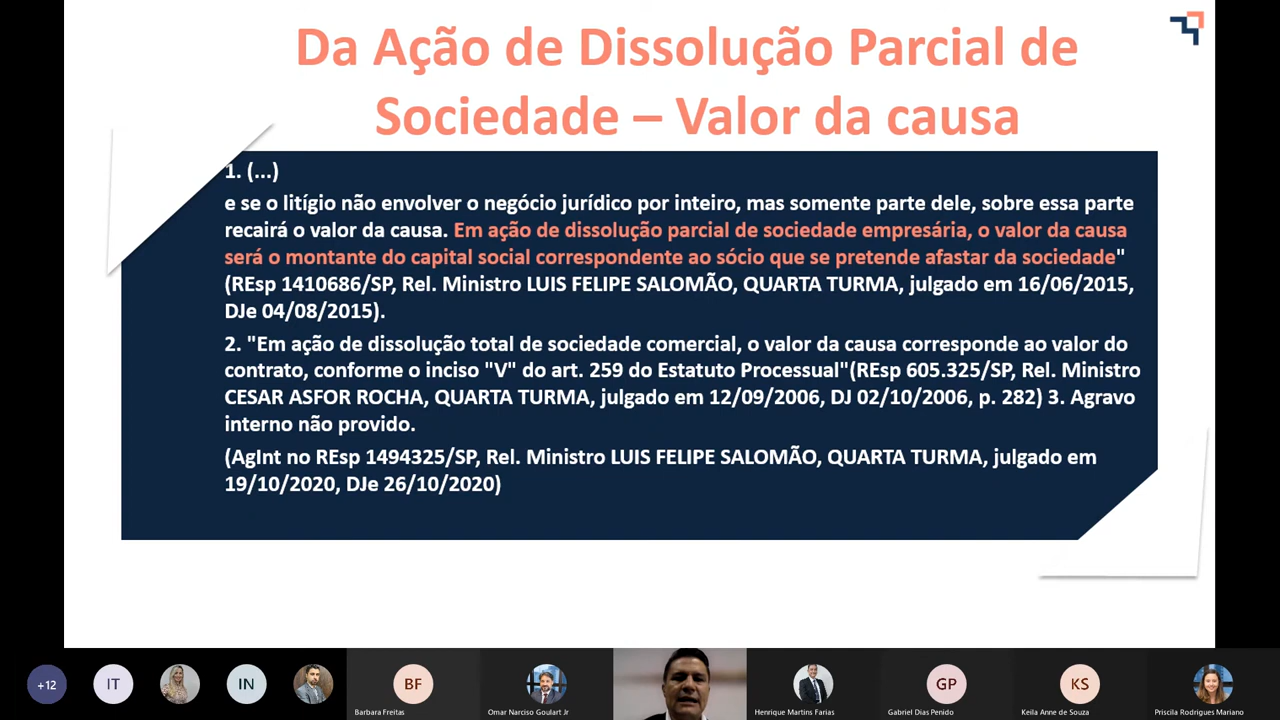 Da Ação de Dissolução Parcial de
Sociedade – Valor da causa
1. (...)
e se o litígio não envolver o negócio jurídico por inteiro, mas somente parte dele, sobre essa parte
recairá o valor da causa. Em ação de dissolução parcial de sociedade empresária, o valor da causa
será o montante do capital social correspondente ao sócio que se pretende afastar da sociedade"
(REsp 1410686/SP, Rel. Ministro LUIS FELIPE SALOMÃO, QUARTA TURMA, julgado em 16/06/2015,
DJe 04/08/2015).
2. "Em ação de dissolução total de sociedade comercial, o valor da causa corresponde ao valor do
contrato, conforme o inciso "V" do art. 259 do Estatuto Processual"(REsp 605.325/SP, Rel. Ministro
CESAR ASFOR ROCHA, QUARTA TURMA, julgado em 12/09/2006, DJ 02/10/2006, p. 282) 3. Agravo
interno não provido.
(AgInt no REsp 1494325/SP, Rel. Ministro LUIS FELIPE SALOMÃO, QUARTA TURMA, julgado em
19/10/2020, DJe 26/10/2020)
+12
IT
IN
BF
GP
KS
Barbara Freitas
Omar Narciso Goulart Jr
Henrique Martins Farias
Gabriel Dias Penido
Keila Anne de Souza
Priscila Rodrigues Mariano